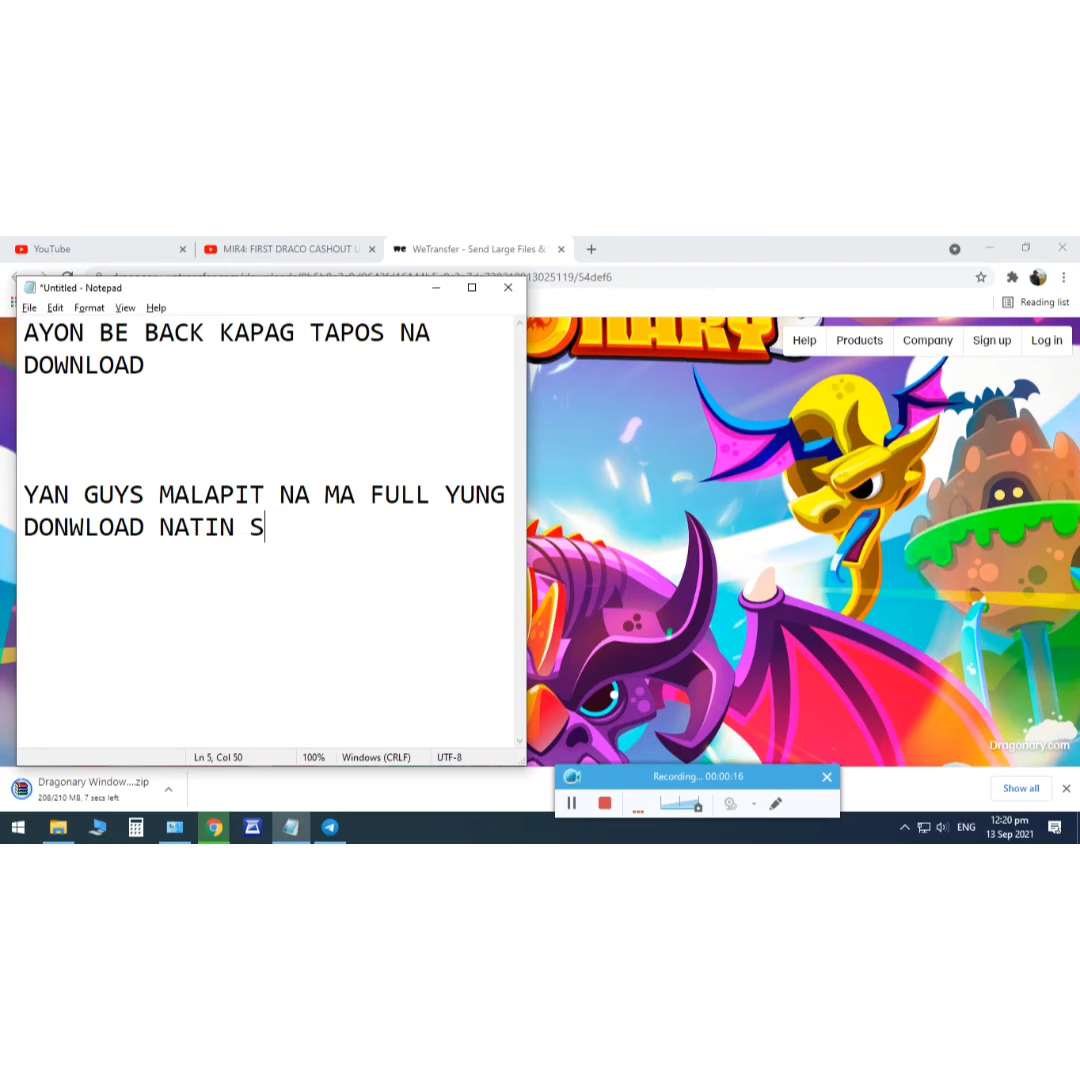 YouTube
MIR4: FIRST DRACO CASHOUT
WeTransfer - Send Large Files &
13025119/54def6
Reading list
*Untitled - Notepad
File Edit Format View Help
AYON BE BACK KAPAG TAPOS NA
DOWNLOAD
YAN GUYS MALAPIT NA MA FULL YUNG
DONWLOAD NATIN S
Help Products Company Sign up Log in
Dragonary.com
Ln 5, Col 50 100% Windows (CRLF) UTF-8
Recording... 00:00:16
Dragonary Window....zip
208/210 MB, 7 secs left
Show all
ENG
12:20 pm
13 Sep 2021